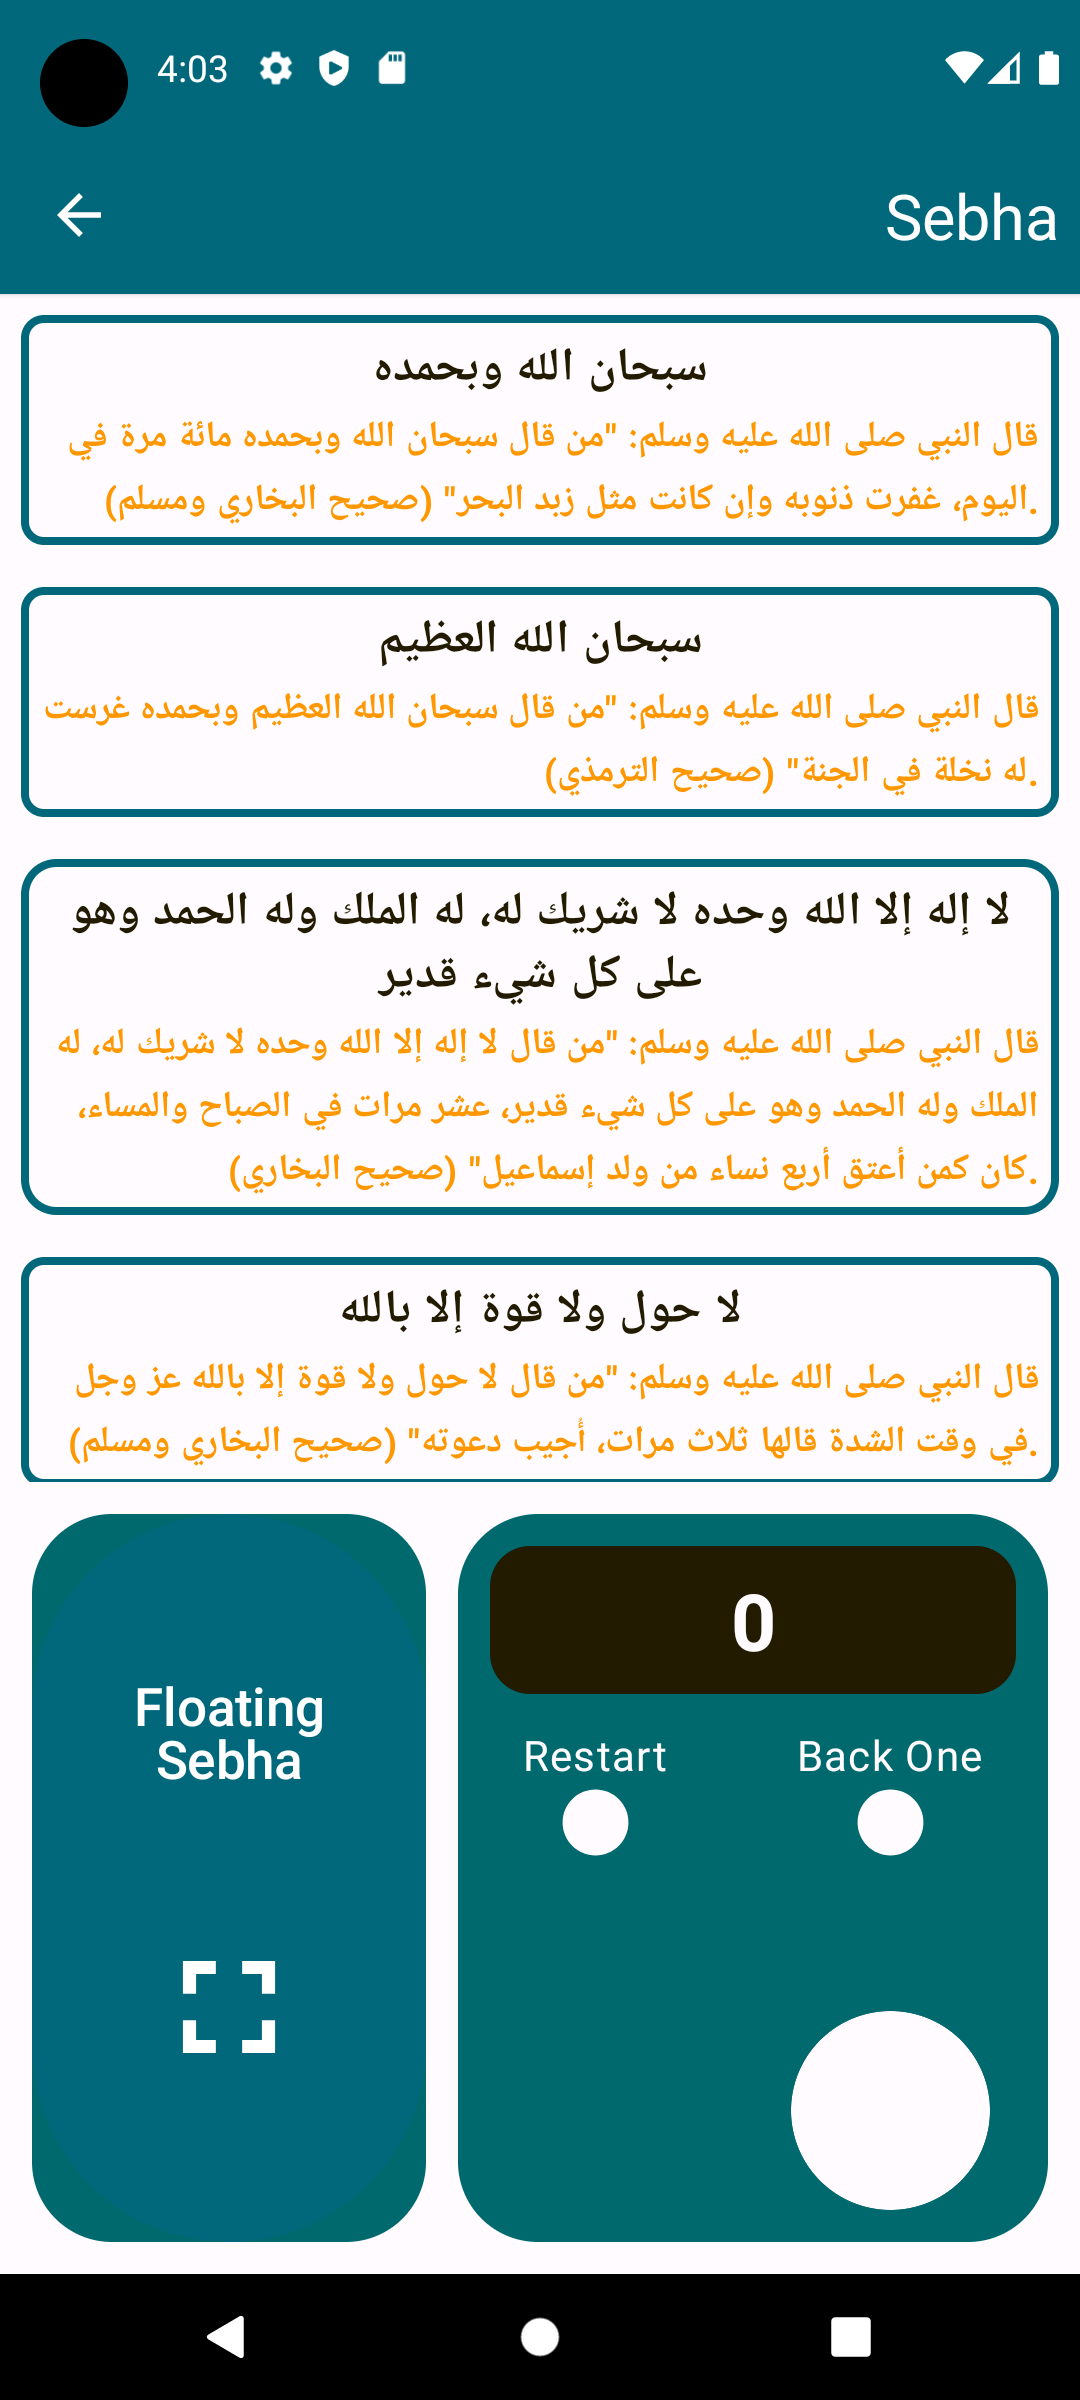 4:03
Sebha
سبحان الله وبحمده
قال النبي صلى الله عليه وسلم: "من قال سبحان الله وبحمده مائة مرة في
اليوم، غفرت ذنوبه وإن كانت مثل زبد البحر" (صحيح البخاري ومسلم).
سبحان الله العظيم
قال النبي صلى الله عليه وسلم: "من قال سبحان الله العظيم وبحمده غرست
له نخلة في الجنة" (صحيح الترمذي).
لا إله إلا الله وحده لا شريك له، له الملك وله الحمد وهو
على كل شيء قدير
قال النبي صلى الله عليه وسلم: "من قال لا إله إلا الله وحده لا شريك له، له
الملك وله الحمد وهو على كل شيء قدير، عشر مرات في الصباح والمساء،
كان كمن أعتق أربع نساء من ولد إسماعيل" (صحيح البخاري).
لا حول ولا قوة إلا بالله
قال النبي صلى الله عليه وسلم: "من قال لا حول ولا قوة إلا بالله عز وجل
في وقت الشدة قالها ثلاث مرات، أُجيب دعوته" (صحيح البخاري ومسلم).
Floating
Sebha
0
Restart
Back One